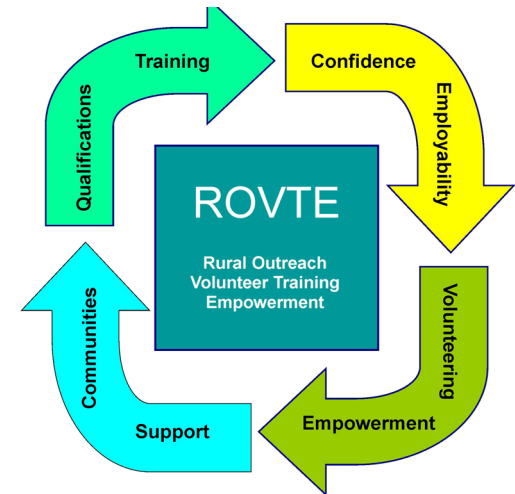 Training
Confidence
Qualifications
Employability
ROVTE
Rural Outreach
Volunteer Training
Empowerment
Communities
Volunteering
Support
Empowerment